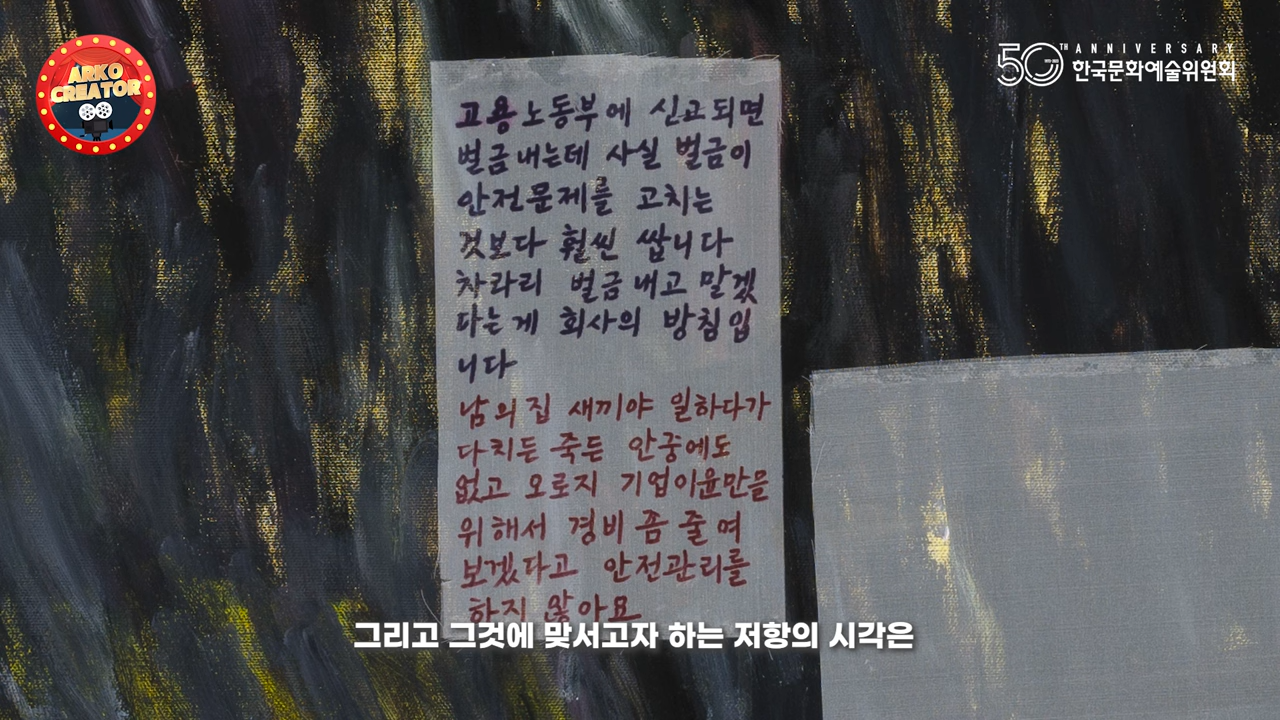 ARKO
CREATOR
50TH ANNIVERSARY
한국문화예술위원회
고용노동부에 신고되면
벌금내는데 사실 벌금이
안전문제를 고치는
것보다 훨씬 쌉니다
차라리 벌금내고 말겠
다는게 회사의 방침입
니다
남의집 새끼야 일하다가
다치든 죽든 안중에도
없고 오로지 기업이윤만을
위해서 경비 좀 줄여
보겠다고 안전관리를
하지 않아요
그리고 그것에 맞서고자 하는 저항의 시각은